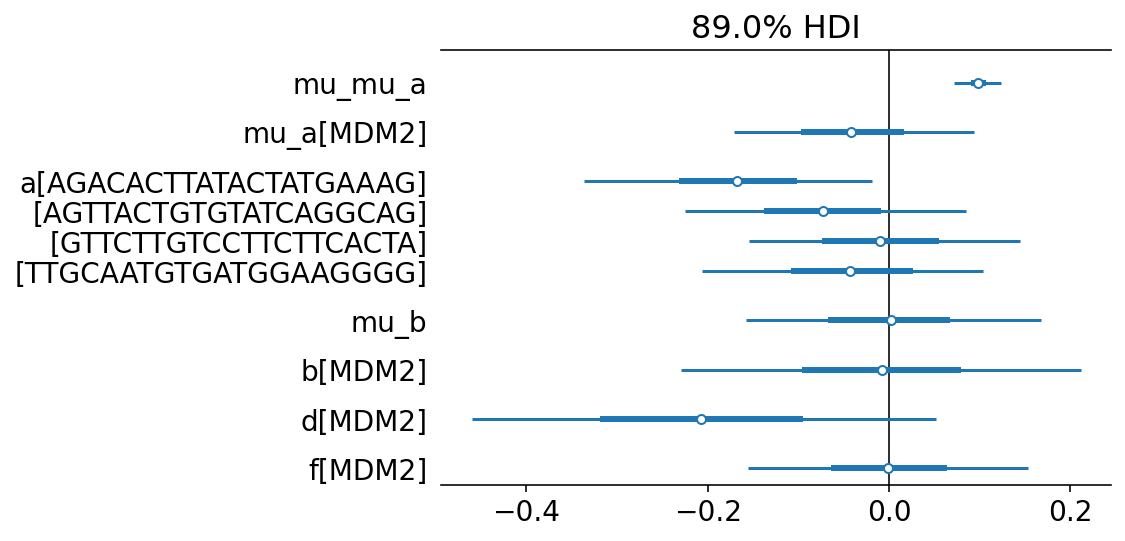 89.0% HDI
mu_mu_a
mu_a[MDM2]
a[AGACACTTATACTATGAAAG]
[AGTTACTGTGTATCAGGCAG]
[GTTCTTGTCCTTCTTCACTA]
[TTGCAATGTGATGGAAGGGG]
mu_b
b[MDM2]
d[MDM2]
f[MDM2]
−0.4 −0.2 0.0 0.2